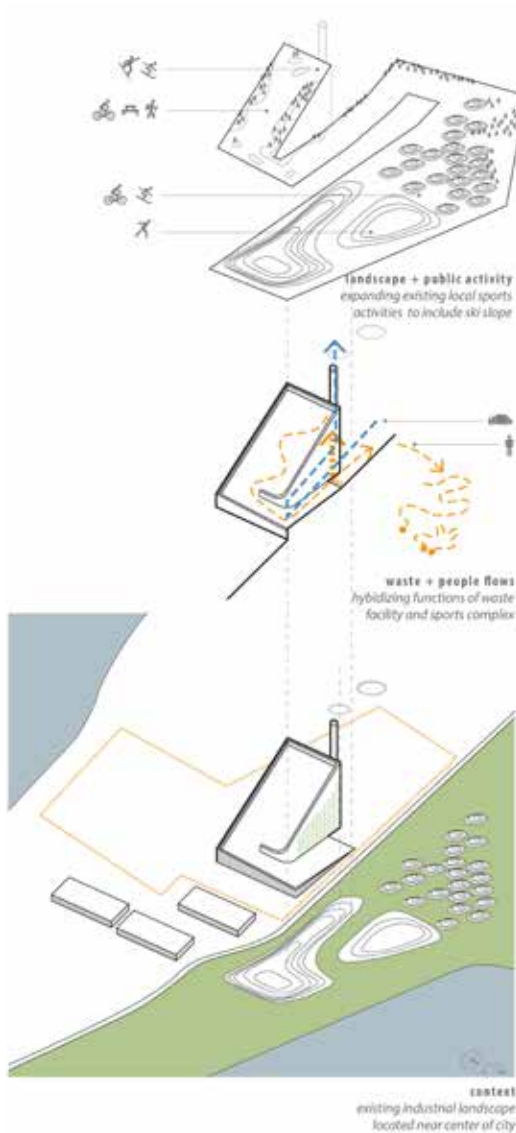 landscape + public activity
expanding existing local sports
activities to include ski slope
waste + people flows
hybidizing functions of waste
facility and sports complex
context
existing industrial landscape
located near center of city